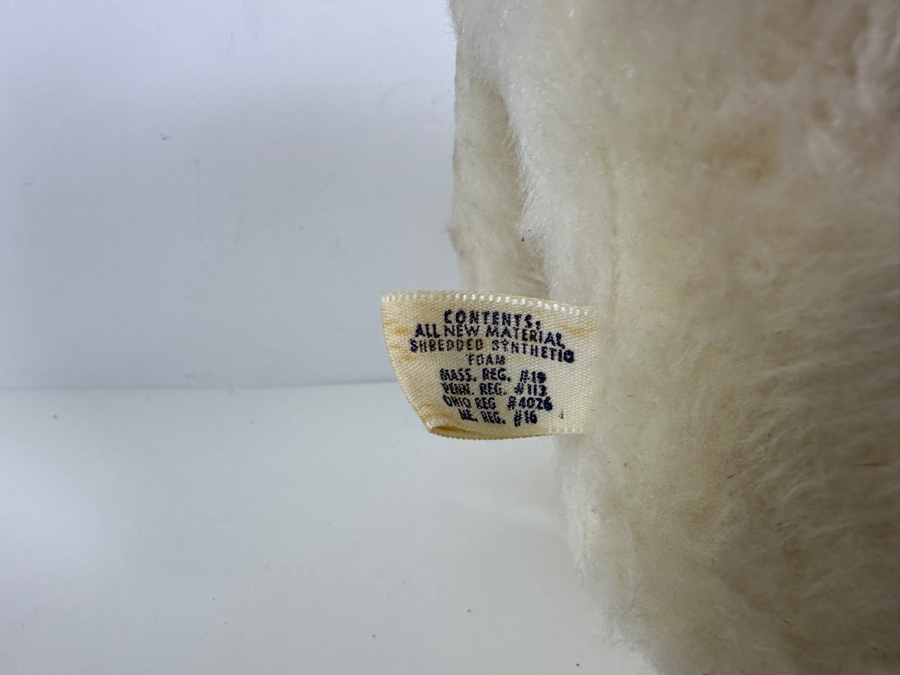 CONTENTS:
ALL NEW MATERIAL
SHREDDED SYNTHETIC
FOAM
MASS. REG. #19
PENN. REG. #113
OHIO REG #4026
ME. REG. #16